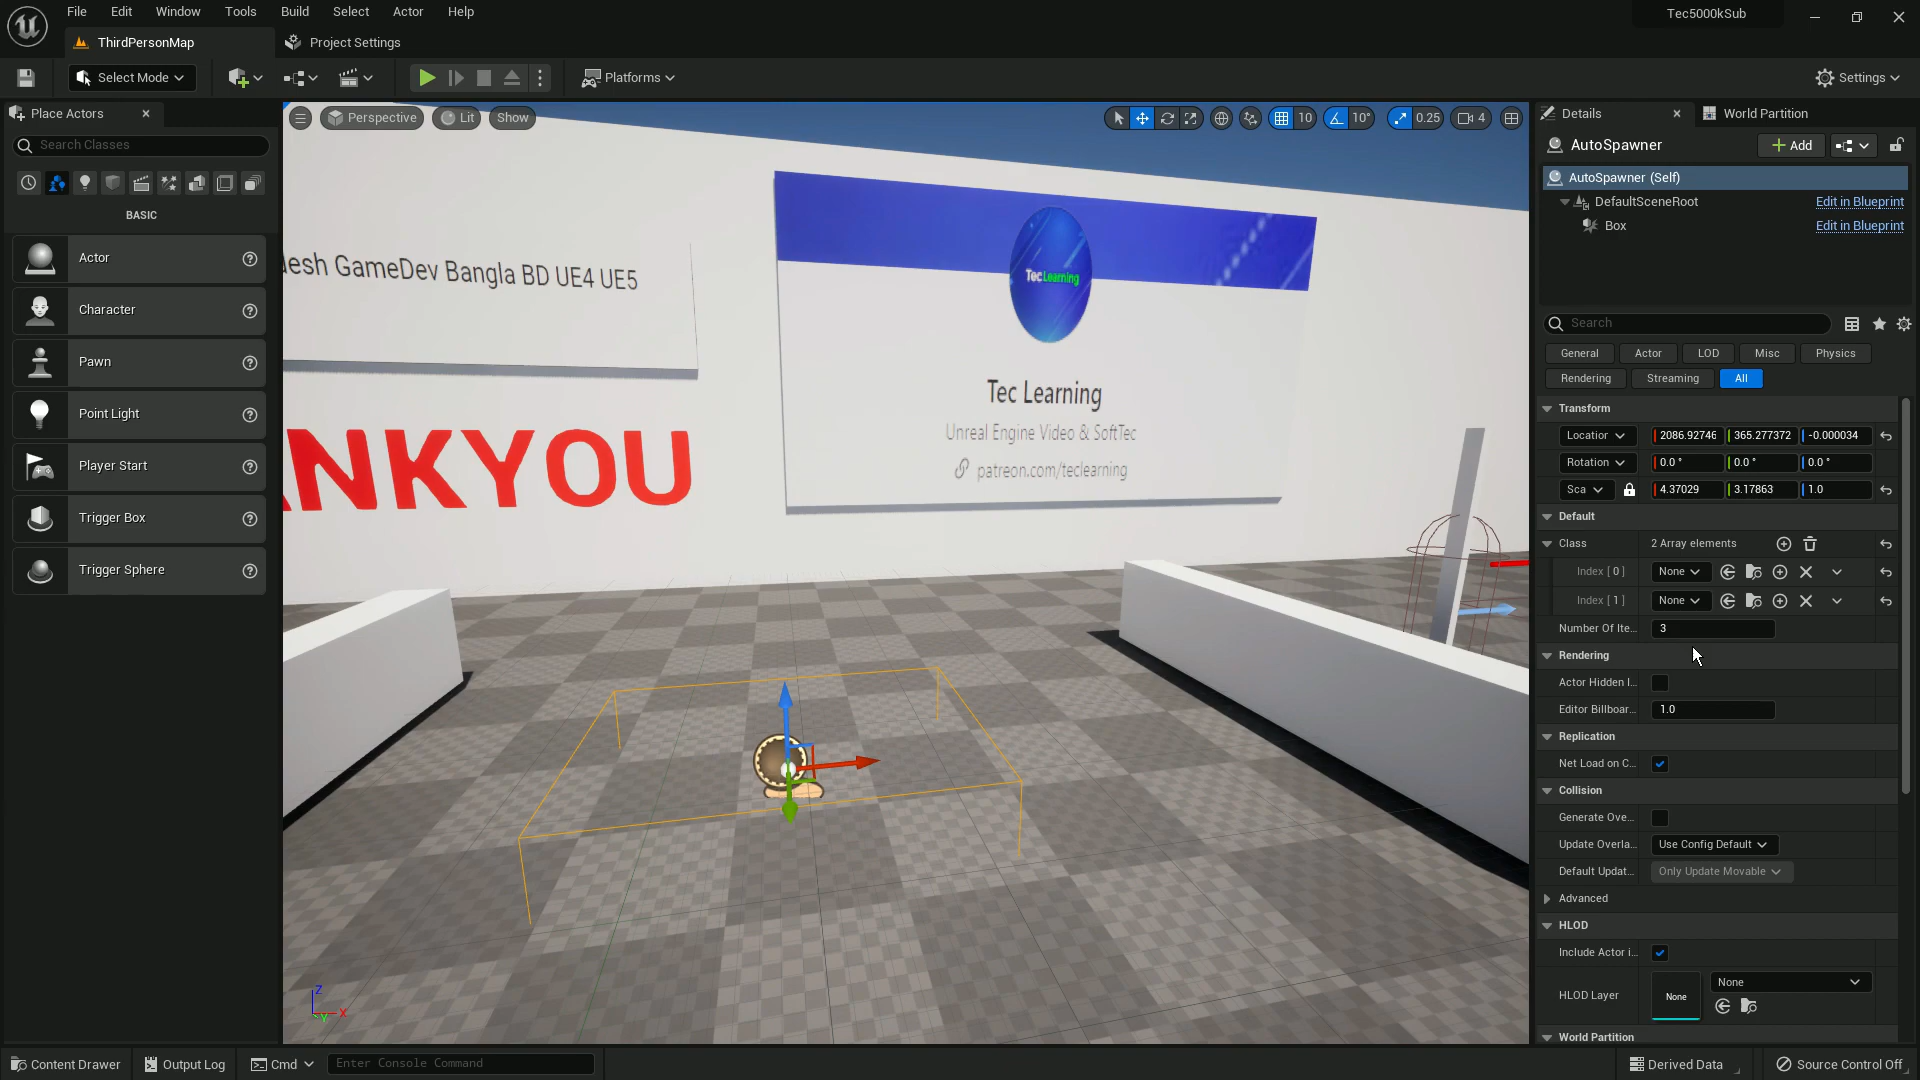 File Edit Window Tools Build Select Actor Help
Tec5000kSub
ThirdPersonMap
Project Settings
Select Mode
Platforms
Settings
Place Actors
Search Classes
BASIC
Actor
Character
Pawn
Point Light
Player Start
Trigger Box
Trigger Sphere
Perspective
Lit
Show
10
10°
0.25
4
desh GameDev Bangla BD UE4 UE5
ANKYOU
Tec Learning
Tec Learning
Unreal Engine Video & SoftTec
patreon.com/teclearning
Z
X
Y
Details
World Partition
AutoSpawner
Add
AutoSpawner (Self)
DefaultSceneRoot Edit in Blueprint
Box Edit in Blueprint
Search
General Actor LOD Misc Physics
Rendering Streaming All
Transform
Location 2086.92746 365.277372 -0.000034
Rotation 0.0 ° 0.0 ° 0.0 °
Sca 4.37029 3.17863 1.0
Default
Class 2 Array elements
Index [ 0 ] None
Index [ 1 ] None
Number Of Ite... 3
Rendering
Actor Hidden I...
Editor Billboar... 1.0
Replication
Net Load on C...
Collision
Generate Ove...
Update Overla... Use Config Default
Default Updat... Only Update Movable
Advanced
HLOD
Include Actor i...
HLOD Layer None None
World Partition
Content Drawer
Output Log
Cmd
Enter Console Command
Derived Data
Source Control Off